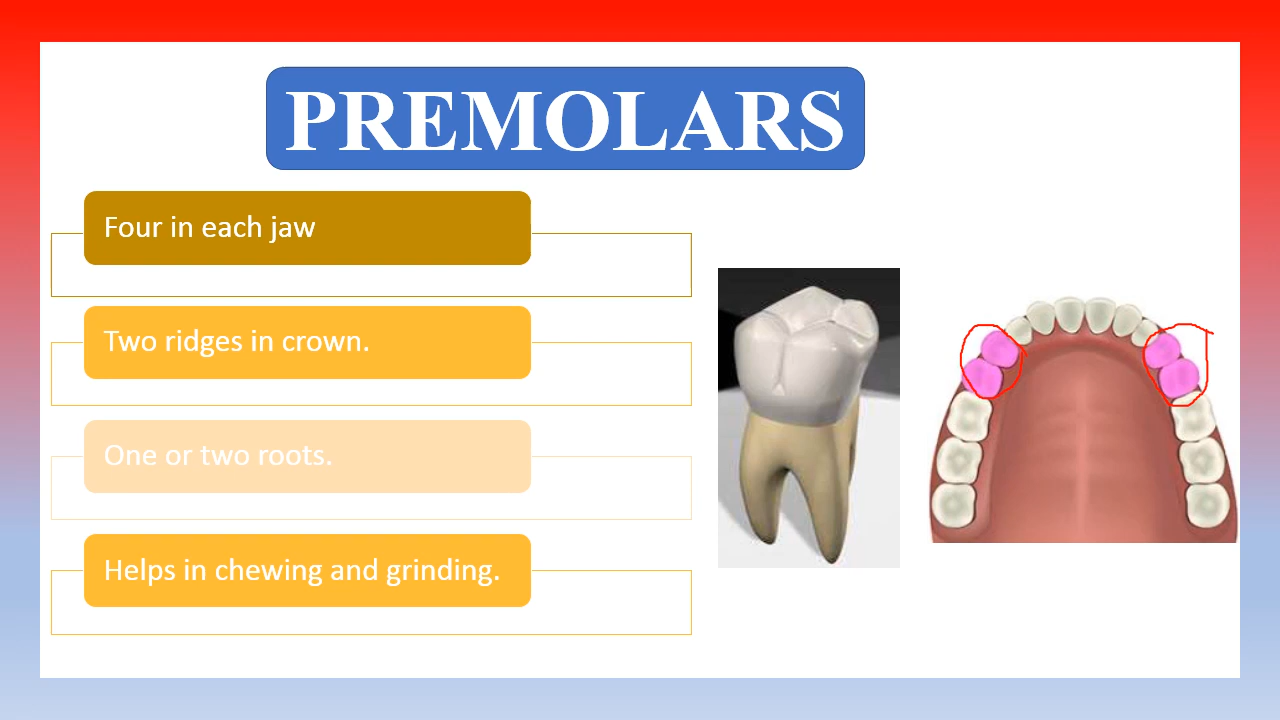 PREMOLARS
Four in each jaw
Two ridges in crown.
One or two roots.
Helps in chewing and grinding.